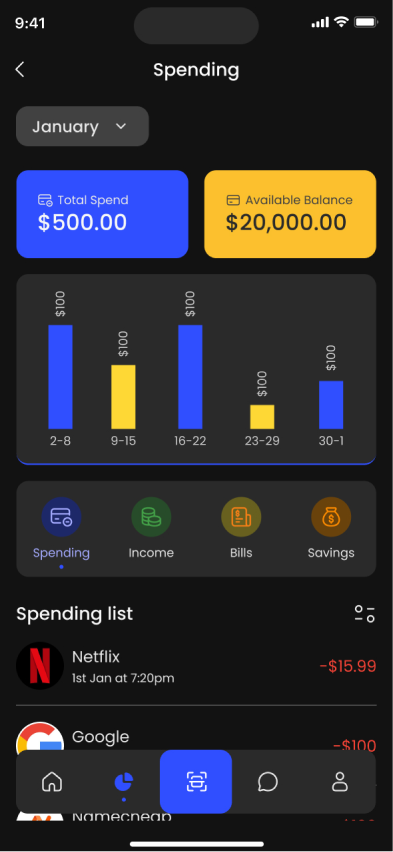 9:41
Spending
January
Total Spend
$500.00
Available Balance
$20,000.00
$100
$100
$100
$100
$100
2-8
9-15
16-22
23-29
30-1
Spending
Income
Bills
Savings
Spending list
Netflix
1st Jan at 7:20pm
-$15.99
Google
-$100
Namecheap